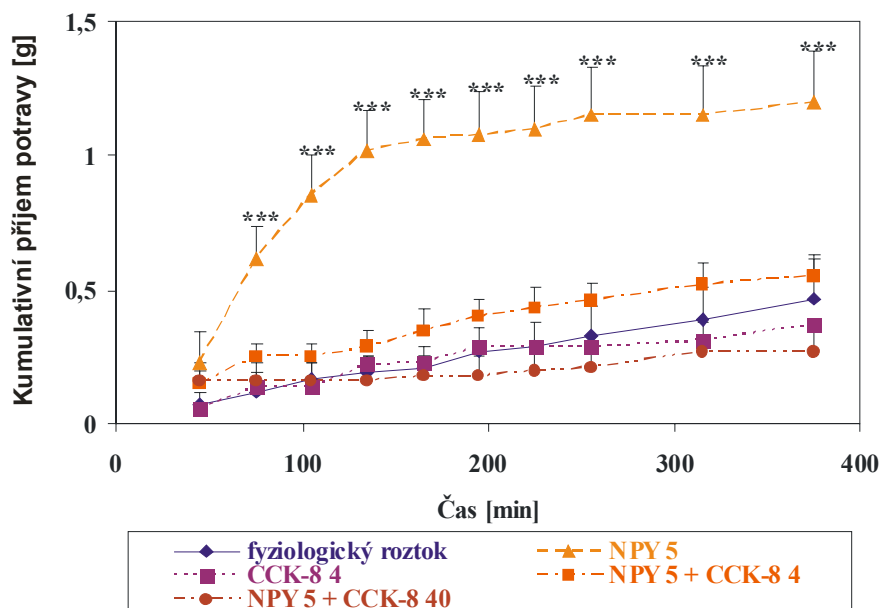 Kumulativní příjem potravy [g]
1,5
1
0,5
0
*** *** *** *** *** *** *** *** ***
0 100 200 300 400
Čas [min]
fyziologický roztok NPY 5
CCK-8 4 NPY 5 + CCK-8 4
NPY 5 + CCK-8 40